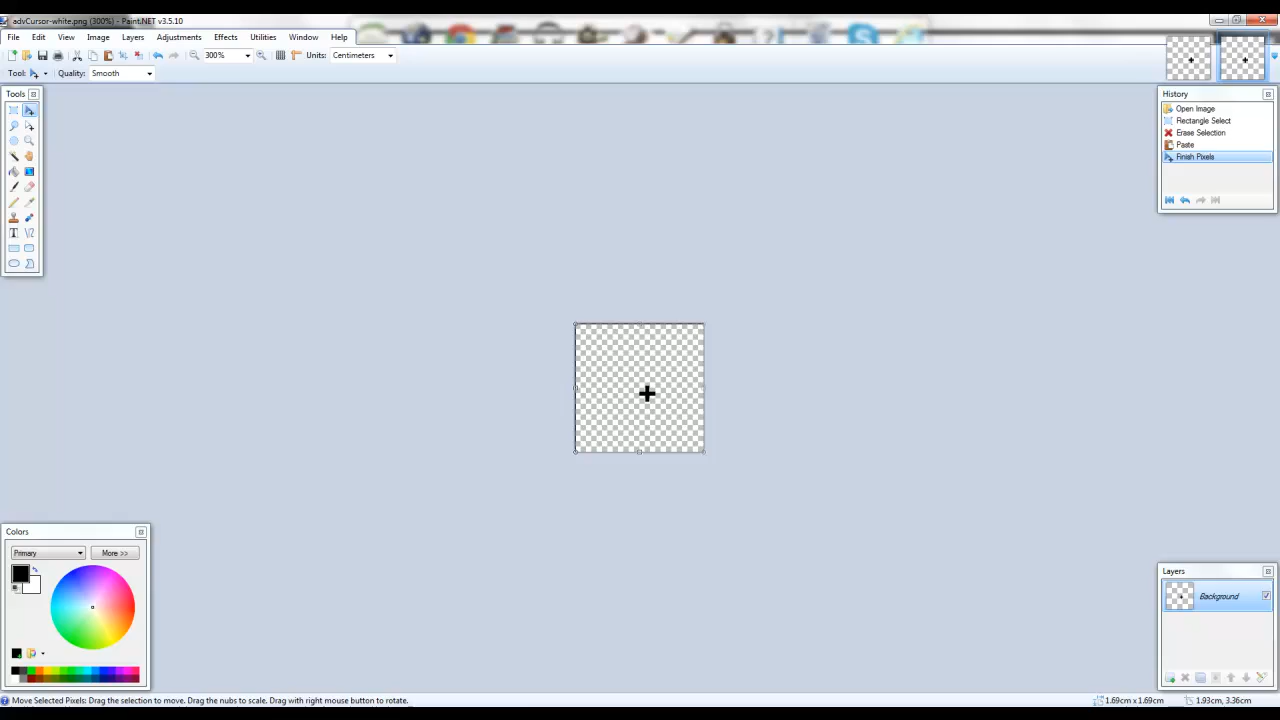 advCursor-white.png (300%) - Paint.NET v3.5.10
File Edit View Image Layers Adjustments Effects Utilities Window Help
300% Units: Centimeters
Tool: Quality: Smooth
Tools
History
Open Image
Rectangle Select
Erase Selection
Paste
Finish Pixels
Colors
Primary More >>
Layers
Background
Move Selected Pixels: Drag the selection to move. Drag the nubs to scale. Drag with right mouse button to rotate. 1.69cm x 1.69cm 1.93cm, 3.36cm